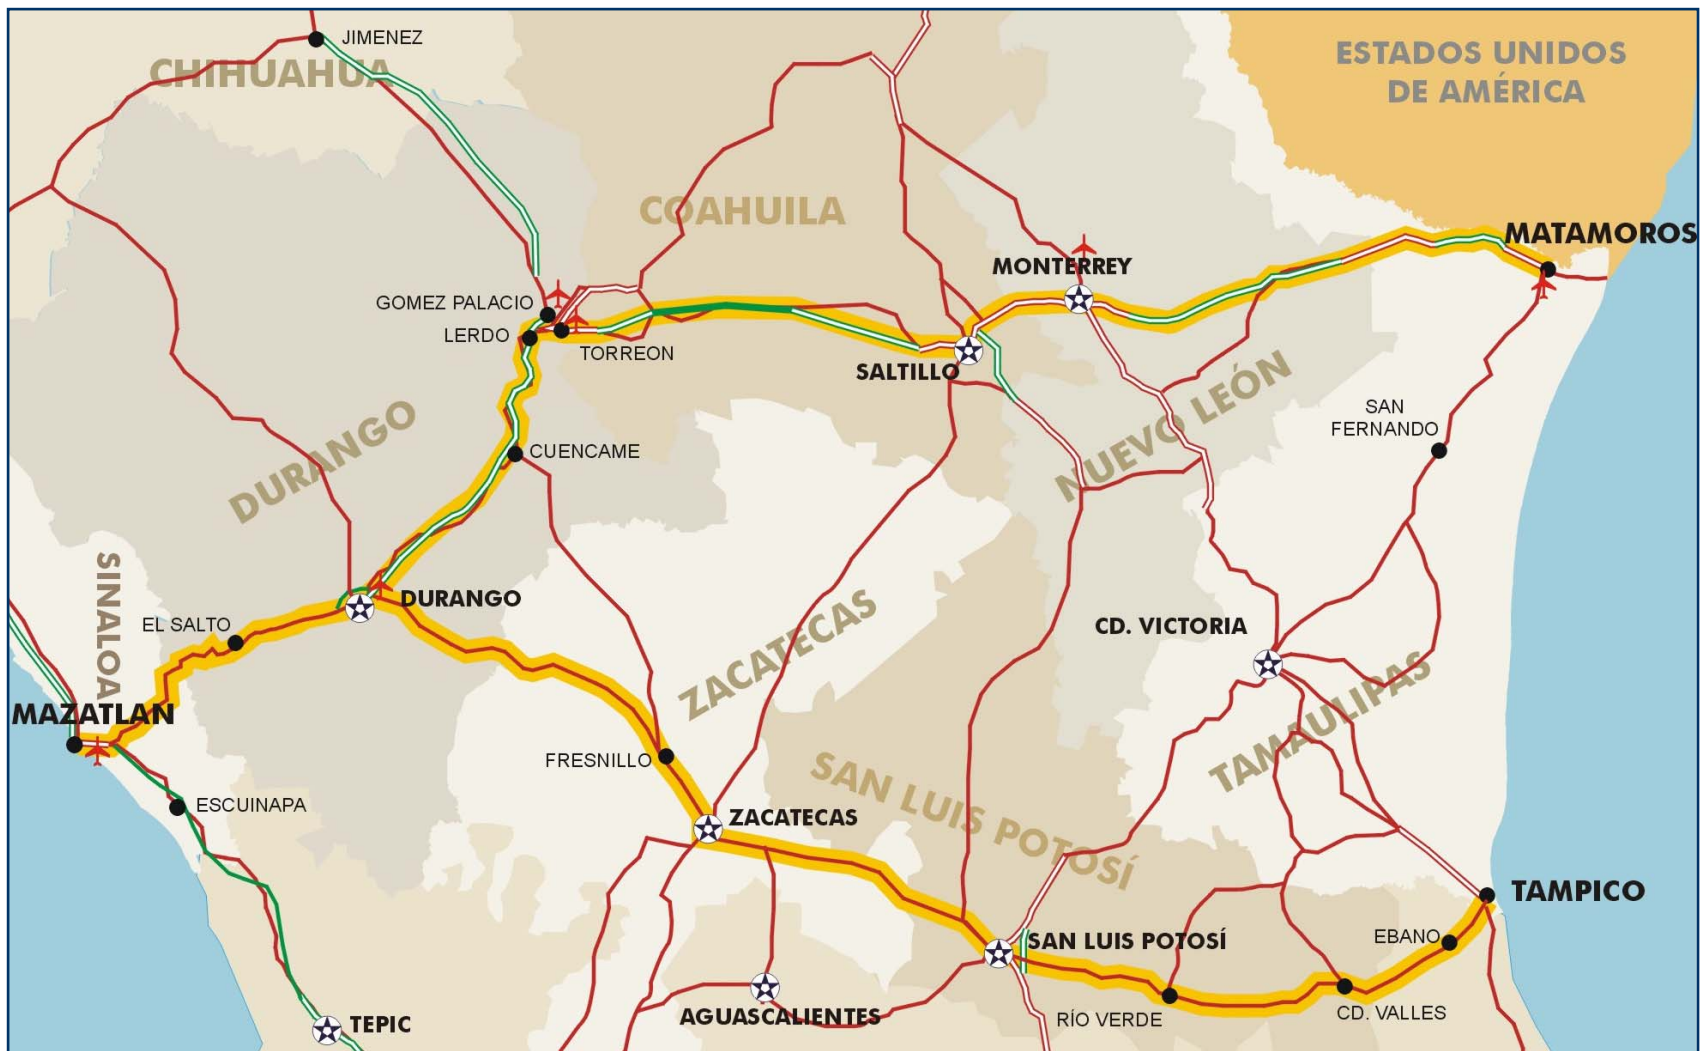 JIMENEZ
CHIHUAHUA
ESTADOS UNIDOS
DE AMÉRICA
COAHUILA
MATAMOROS
MONTERREY
GOMEZ PALACIO
LERDO
TORREON
SALTILLO
NUEVO LEÓN
SAN
FERNANDO
DURANGO
CUENCAME
SINALOA
DURANGO
EL SALTO
ZACATECAS
CD. VICTORIA
TAMAULIPAS
MAZATLAN
FRESNILLO
ESCUINAPA
ZACATECAS
SAN LUIS POTOSÍ
TAMPICO
SAN LUIS POTOSÍ
EBANO
AGUASCALIENTES
RÍO VERDE
CD. VALLES
TEPIC